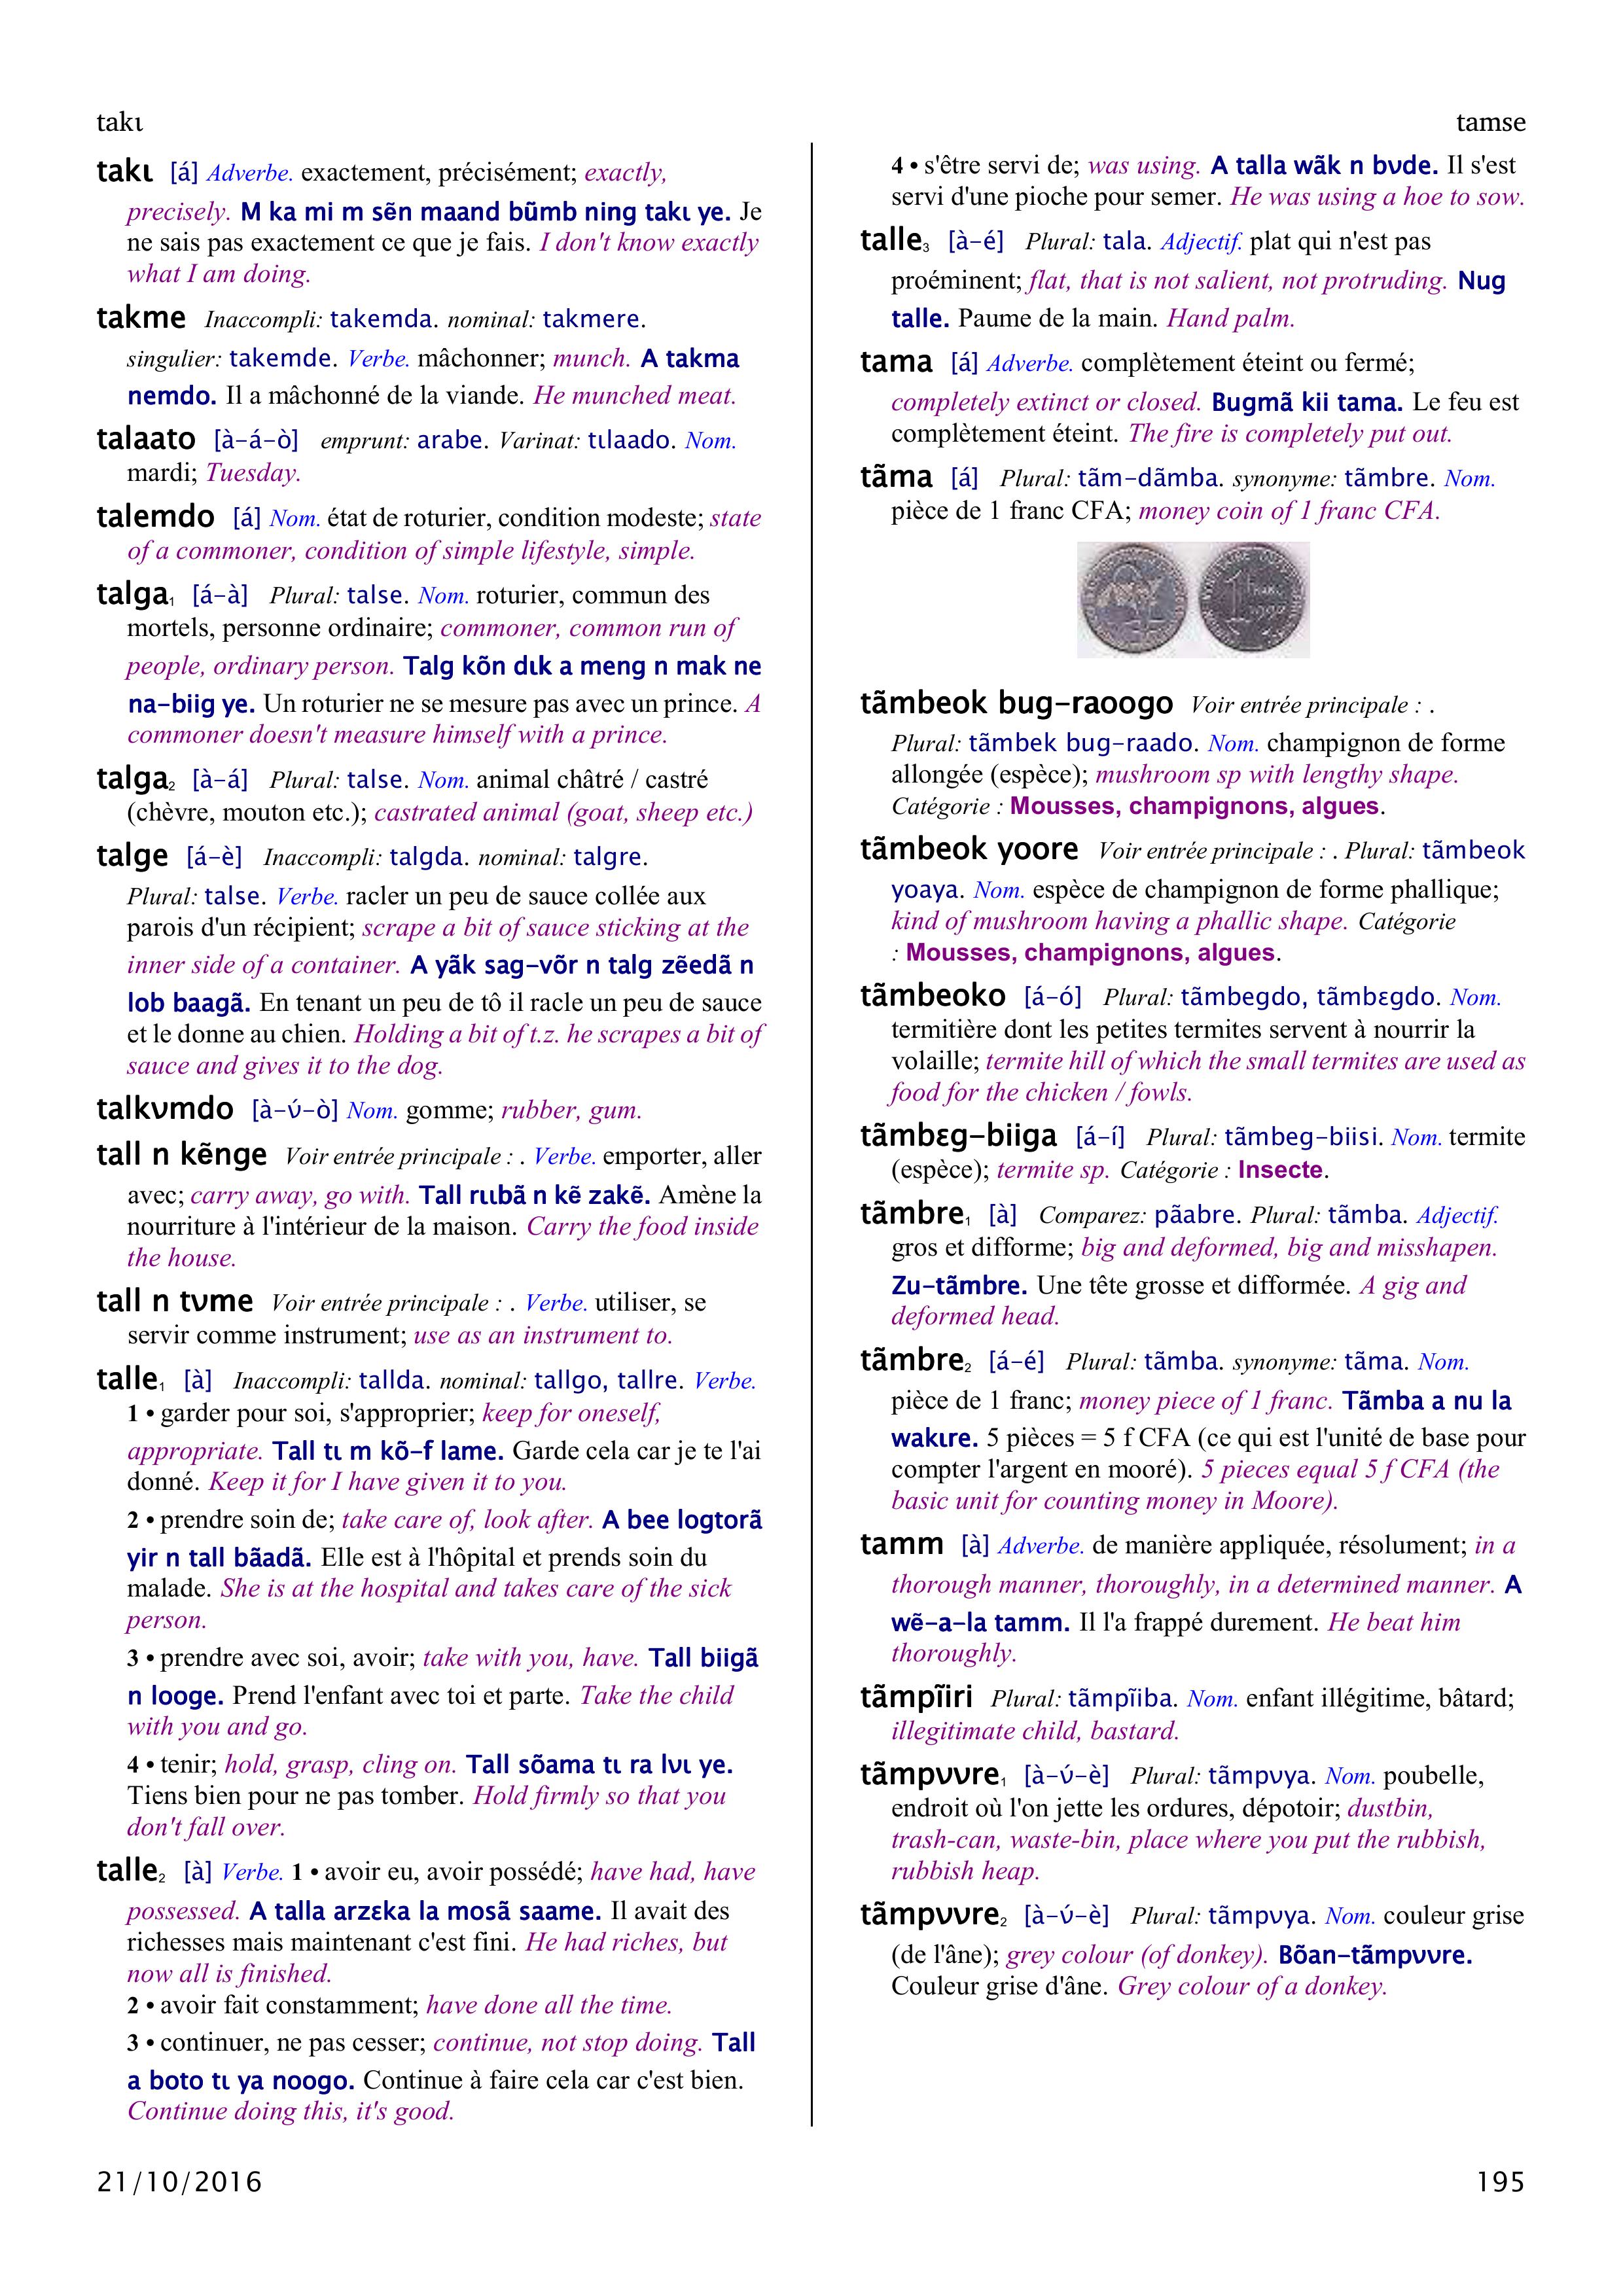 takɩ
tamse
takɩ [á] Adverbe. exactement, précisément; exactly,
precisely. M ka mi m sẽn maand bũmb ning takɩ ye. Je
ne sais pas exactement ce que je fais. I don't know exactly
what I am doing.
takme Inaccompli: takemda. nominal: takmere.
singulier: takemde. Verbe. mâchonner; munch. A takma
nemdo. Il a mâchonné de la viande. He munched meat.
talaato [à-á-ò] emprunt: arabe. Varinat: tɩlaado. Nom.
mardi; Tuesday.
talemdo [á] Nom. état de roturier, condition modeste; state
of a commoner, condition of simple lifestyle, simple.
talga₁ [á-à] Plural: talse. Nom. roturier, commun des
mortels, personne ordinaire; commoner, common run of
people, ordinary person. Talg kõn dɩk a meng n mak ne
na-biig ye. Un roturier ne se mesure pas avec un prince. A
commoner doesn't measure himself with a prince.
talga₂ [à-á] Plural: talse. Nom. animal châtré / castré
(chèvre, mouton etc.); castrated animal (goat, sheep etc.)
talge [á-è] Inaccompli: talgda. nominal: talgre.
Plural: talse. Verbe. racler un peu de sauce collée aux
parois d'un récipient; scrape a bit of sauce sticking at the
inner side of a container. A yãk sag-võr n talg zẽedã n
lob baagã. En tenant un peu de tô il racle un peu de sauce
et le donne au chien. Holding a bit of t.z. he scrapes a bit of
sauce and gives it to the dog.
talkʋmdo [à-ʋ́-ò] Nom. gomme; rubber, gum.
tall n kẽnge Voir entrée principale : . Verbe. emporter, aller
avec; carry away, go with. Tall rɩɩbã n kẽ zakẽ. Amène la
nourriture à l'intérieur de la maison. Carry the food inside
the house.
tall n tʋme Voir entrée principale : . Verbe. utiliser, se
servir comme instrument; use as an instrument to.
talle₁ [à] Inaccompli: tallda. nominal: tallgo, tallre. Verbe.
1 • garder pour soi, s'approprier; keep for oneself,
appropriate. Tall tɩ m kõ-f lame. Garde cela car je te l'ai
donné. Keep it for I have given it to you.
2 • prendre soin de; take care of, look after. A bee logtorã
yir n tall bãadã. Elle est à l'hôpital et prends soin du
malade. She is at the hospital and takes care of the sick
person.
3 • prendre avec soi, avoir; take with you, have. Tall biigã
n looge. Prend l'enfant avec toi et parte. Take the child
with you and go.
4 • tenir; hold, grasp, cling on. Tall sõama tɩ ra lʋɩ ye.
Tiens bien pour ne pas tomber. Hold firmly so that you
don't fall over.
talle₂ [à] Verbe. 1 • avoir eu, avoir possédé; have had, have
possessed. A talla arzɛka la mosã saame. Il avait des
richesses mais maintenant c'est fini. He had riches, but
now all is finished.
2 • avoir fait constamment; have done all the time.
3 • continuer, ne pas cesser; continue, not stop doing. Tall
a boto tɩ ya noogo. Continue à faire cela car c'est bien.
Continue doing this, it's good.
4 • s'être servi de; was using. A talla wãk n bʋde. Il s'est
servi d'une pioche pour semer. He was using a hoe to sow.
talle₃ [à-é] Plural: tala. Adjectif. plat qui n'est pas
proéminent; flat, that is not salient, not protruding. Nug
talle. Paume de la main. Hand palm.
tama [á] Adverbe. complètement éteint ou fermé;
completely extinct or closed. Bugmã kii tama. Le feu est
complètement éteint. The fire is completely put out.
tãma [á] Plural: tãm-dãmba. synonyme: tãmbre. Nom.
pièce de 1 franc CFA; money coin of 1 franc CFA.
tãmbeok bug-raoogo Voir entrée principale : .
Plural: tãmbek bug-raado. Nom. champignon de forme
allongée (espèce); mushroom sp with lengthy shape.
Catégorie : Mousses, champignons, algues.
tãmbeok yoore Voir entrée principale : . Plural: tãmbeok
yoaya. Nom. espèce de champignon de forme phallique;
kind of mushroom having a phallic shape. Catégorie
: Mousses, champignons, algues.
tãmbeoko [á-ó] Plural: tãmbegdo, tãmbɛgdo. Nom.
termitière dont les petites termites servent à nourrir la
volaille; termite hill of which the small termites are used as
food for the chicken / fowls.
tãmbɛg-biiga [á-í] Plural: tãmbeg-biisi. Nom. termite
(espèce); termite sp. Catégorie : Insecte.
tãmbre₁ [à] Comparez: pãabre. Plural: tãmba. Adjectif.
gros et difforme; big and deformed, big and misshapen.
Zu-tãmbre. Une tête grosse et difformée. A gig and
deformed head.
tãmbre₂ [á-é] Plural: tãmba. synonyme: tãma. Nom.
pièce de 1 franc; money piece of 1 franc. Tãmba a nu la
wakɩre. 5 pièces = 5 f CFA (ce qui est l'unité de base pour
compter l'argent en mooré). 5 pieces equal 5 f CFA (the
basic unit for counting money in Moore).
tamm [à] Adverbe. de manière appliquée, résolument; in a
thorough manner, thoroughly, in a determined manner. A
wẽ-a-la tamm. Il l'a frappé durement. He beat him
thoroughly.
tãmpĩiri Plural: tãmpĩiba. Nom. enfant illégitime, bâtard;
illegitimate child, bastard.
tãmpʋʋre₁ [à-ʋ́-è] Plural: tãmpʋya. Nom. poubelle,
endroit où l'on jette les ordures, dépotoir; dustbin,
trash-can, waste-bin, place where you put the rubbish,
rubbish heap.
tãmpʋʋre₂ [à-ʋ́-è] Plural: tãmpʋya. Nom. couleur grise
(de l'âne); grey colour (of donkey). Bõan-tãmpʋʋre.
Couleur grise d'âne. Grey colour of a donkey.
21/10/2016
195